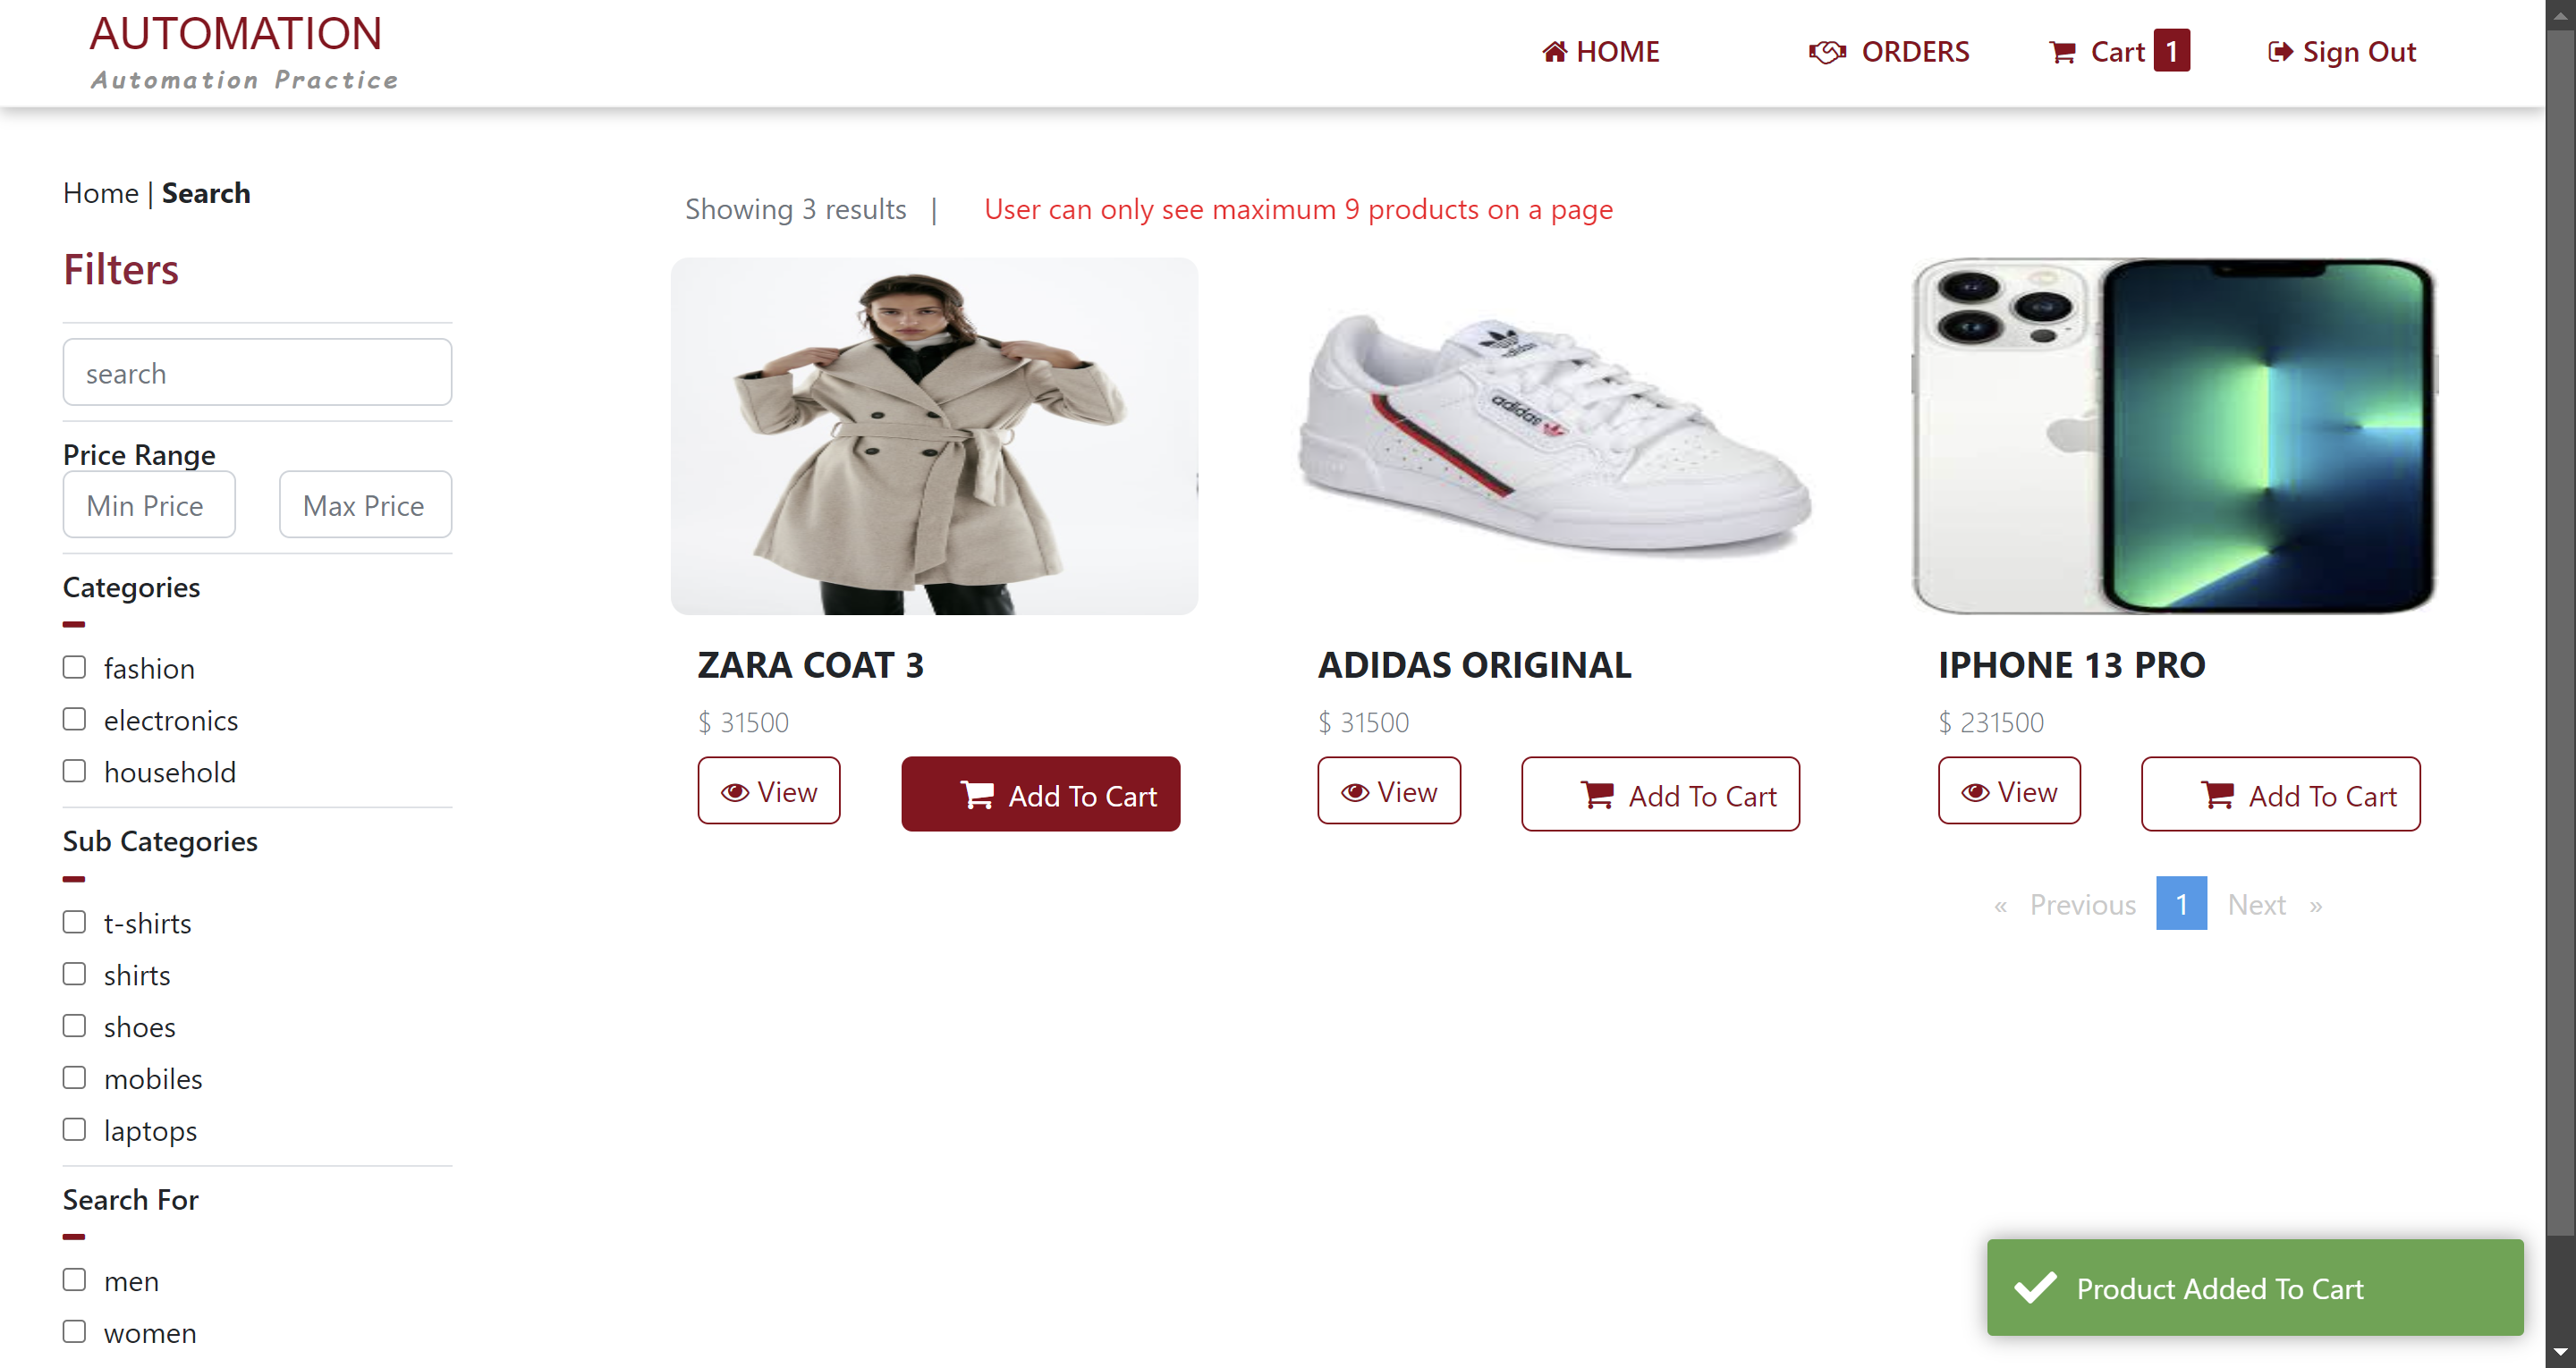 AUTOMATION
Automation Practice
HOME
ORDERS
Cart 1
Sign Out
Home | Search
Showing 3 results |
User can only see maximum 9 products on a page
Filters
search
Price Range
Min Price
Max Price
Categories
fashion
electronics
household
Sub Categories
t-shirts
shirts
shoes
mobiles
laptops
Search For
men
women
adidas
adidas
ZARA COAT 3
$ 31500
View
Add To Cart
ADIDAS ORIGINAL
$ 31500
View
Add To Cart
IPHONE 13 PRO
$ 231500
View
Add To Cart
« Previous 1 Next »
Product Added To Cart